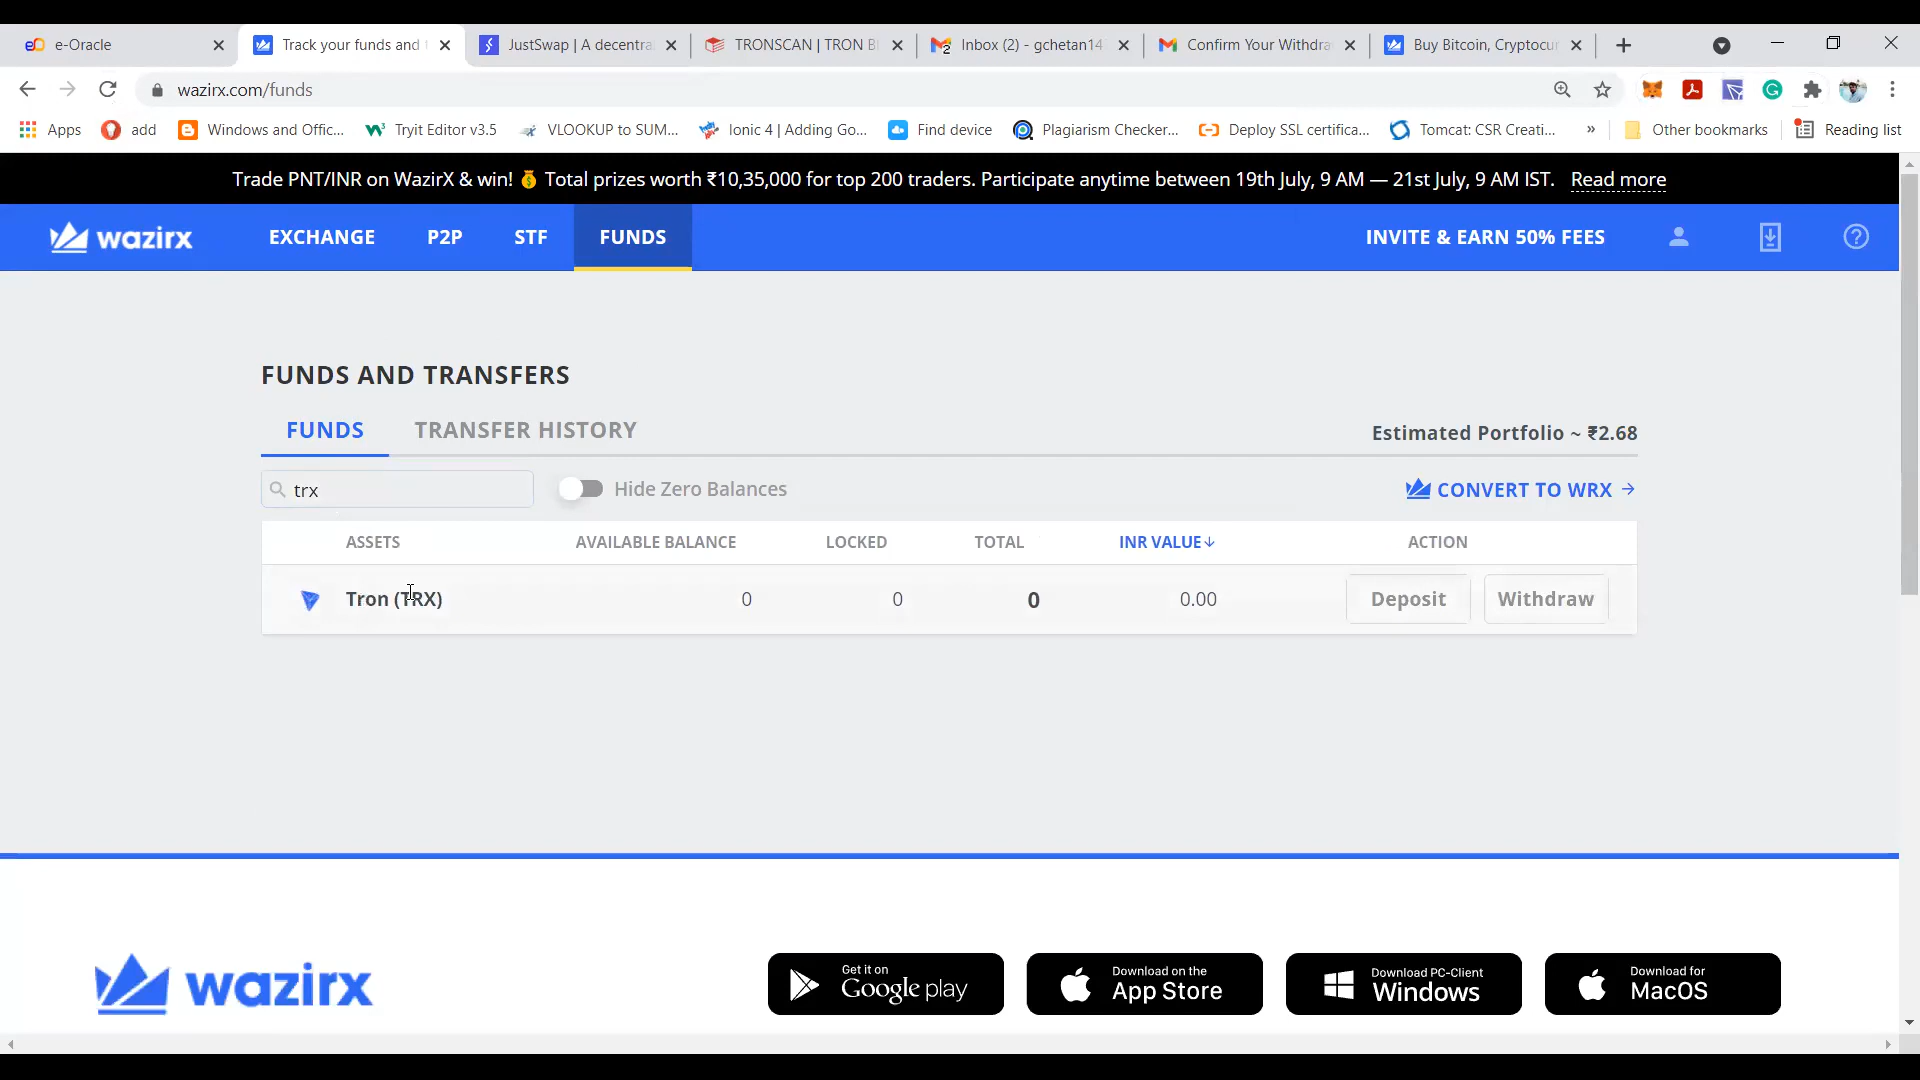 e-Oracle
Track your funds and t
JustSwap | A decentra
TRONSCAN | TRON B
Inbox (2) - gchetan14
Confirm Your Withdra
Buy Bitcoin, Cryptocur
wazirx.com/funds
Apps
add
Windows and Offic...
Tryit Editor v3.5
VLOOKUP to SUM...
Ionic 4 | Adding Go...
Find device
Plagiarism Checker...
Deploy SSL certifica...
Tomcat: CSR Creati...
»
Other bookmarks
Reading list
Trade PNT/INR on WazirX & win! 💰 Total prizes worth ₹10,35,000 for top 200 traders. Participate anytime between 19th July, 9 AM — 21st July, 9 AM IST. Read more
wazirx
EXCHANGE
P2P
STF
FUNDS
INVITE & EARN 50% FEES
FUNDS AND TRANSFERS
FUNDS
TRANSFER HISTORY
Estimated Portfolio ~ ₹2.68
trx
Hide Zero Balances
CONVERT TO WRX →
ASSETS AVAILABLE BALANCE LOCKED TOTAL INR VALUE↓ ACTION
Tron (TRX) 0 0 0 0.00 Deposit Withdraw
wazirx
Get it on
Google play
Download on the
App Store
Download PC-Client
Windows
Download for
MacOS